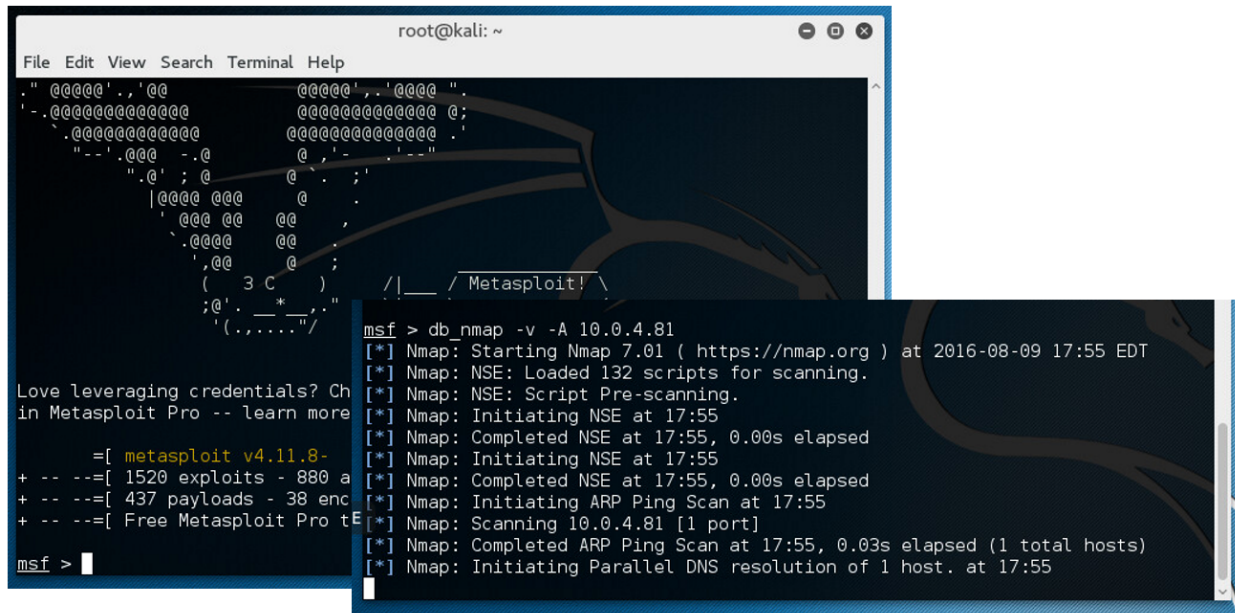 root@kali: ~
File Edit View Search Terminal Help
." @@@@@'.,'@@            @@@@@',.'@@@@ ".
'-.@@@@@@@@@@@@@          @@@@@@@@@@@@@ @;
   `.@@@@@@@@@@@@        @@@@@@@@@@@@@@ .'
     "--'.@@@  -.@        @ ,'-   .'--"
          ".@' ; @       @ `.  ;'
            |@@@@ @@@     @    .
             ' @@@ @@   @@    ,
              `.@@@@    @@   .
                ',@@     @   ;
                 (   3 C    )     /|___ / Metasploit! \
                 ;@'. __*__,."
                  '(.,...."/
Love leveraging credentials? Ch
in Metasploit Pro -- learn more
=[ metasploit v4.11.8-
+ -- --=[ 1520 exploits - 880 a
+ -- --=[ 437 payloads - 38 enc
+ -- --=[ Free Metasploit Pro t
msf >
msf > db_nmap -v -A 10.0.4.81
[*] Nmap: Starting Nmap 7.01 ( https://nmap.org ) at 2016-08-09 17:55 EDT
[*] Nmap: NSE: Loaded 132 scripts for scanning.
[*] Nmap: NSE: Script Pre-scanning.
[*] Nmap: Initiating NSE at 17:55
[*] Nmap: Completed NSE at 17:55, 0.00s elapsed
[*] Nmap: Initiating NSE at 17:55
[*] Nmap: Completed NSE at 17:55, 0.00s elapsed
[*] Nmap: Initiating ARP Ping Scan at 17:55
[*] Nmap: Scanning 10.0.4.81 [1 port]
[*] Nmap: Completed ARP Ping Scan at 17:55, 0.03s elapsed (1 total hosts)
[*] Nmap: Initiating Parallel DNS resolution of 1 host. at 17:55